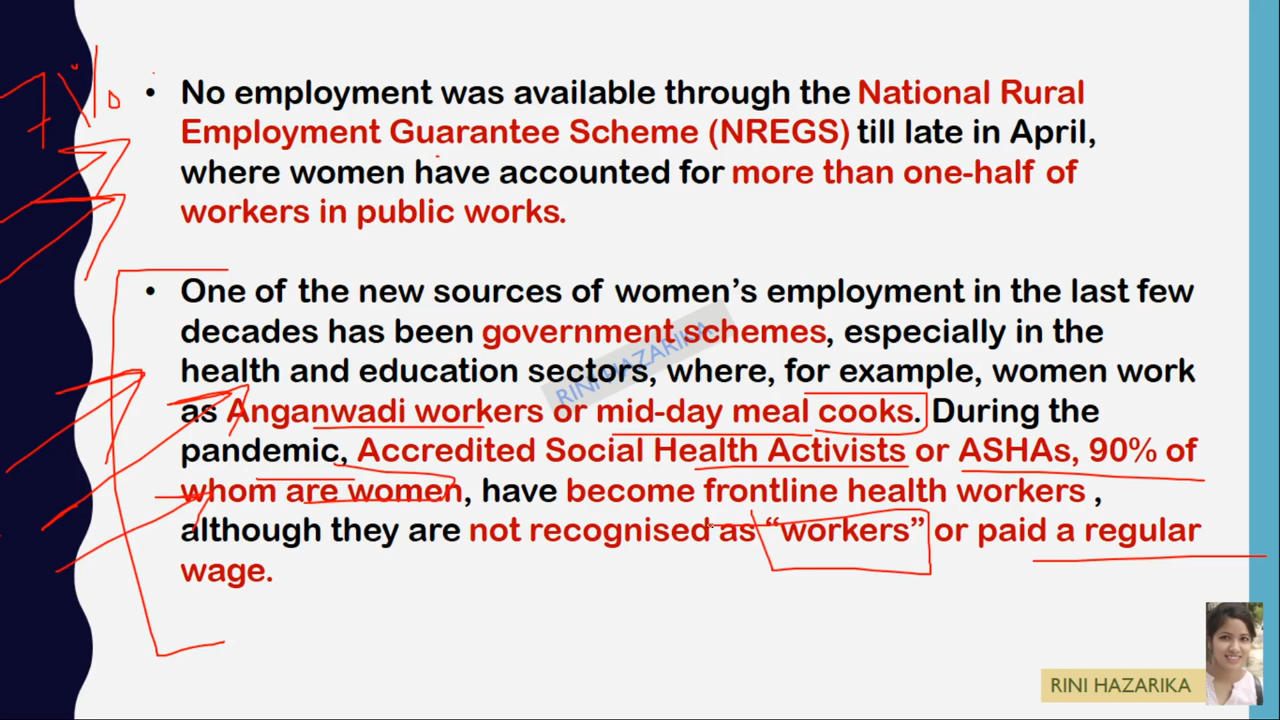 71%
• No employment was available through the National Rural
Employment Guarantee Scheme (NREGS) till late in April,
where women have accounted for more than one-half of
workers in public works.
• One of the new sources of women’s employment in the last few
decades has been government schemes, especially in the
health and education sectors, where, for example, women work
as Anganwadi workers or mid-day meal cooks. During the
pandemic, Accredited Social Health Activists or ASHAs, 90% of
whom are women, have become frontline health workers ,
although they are not recognised as “workers” or paid a regular
wage.
RINI HAZARIKA
RINI HAZARIKA